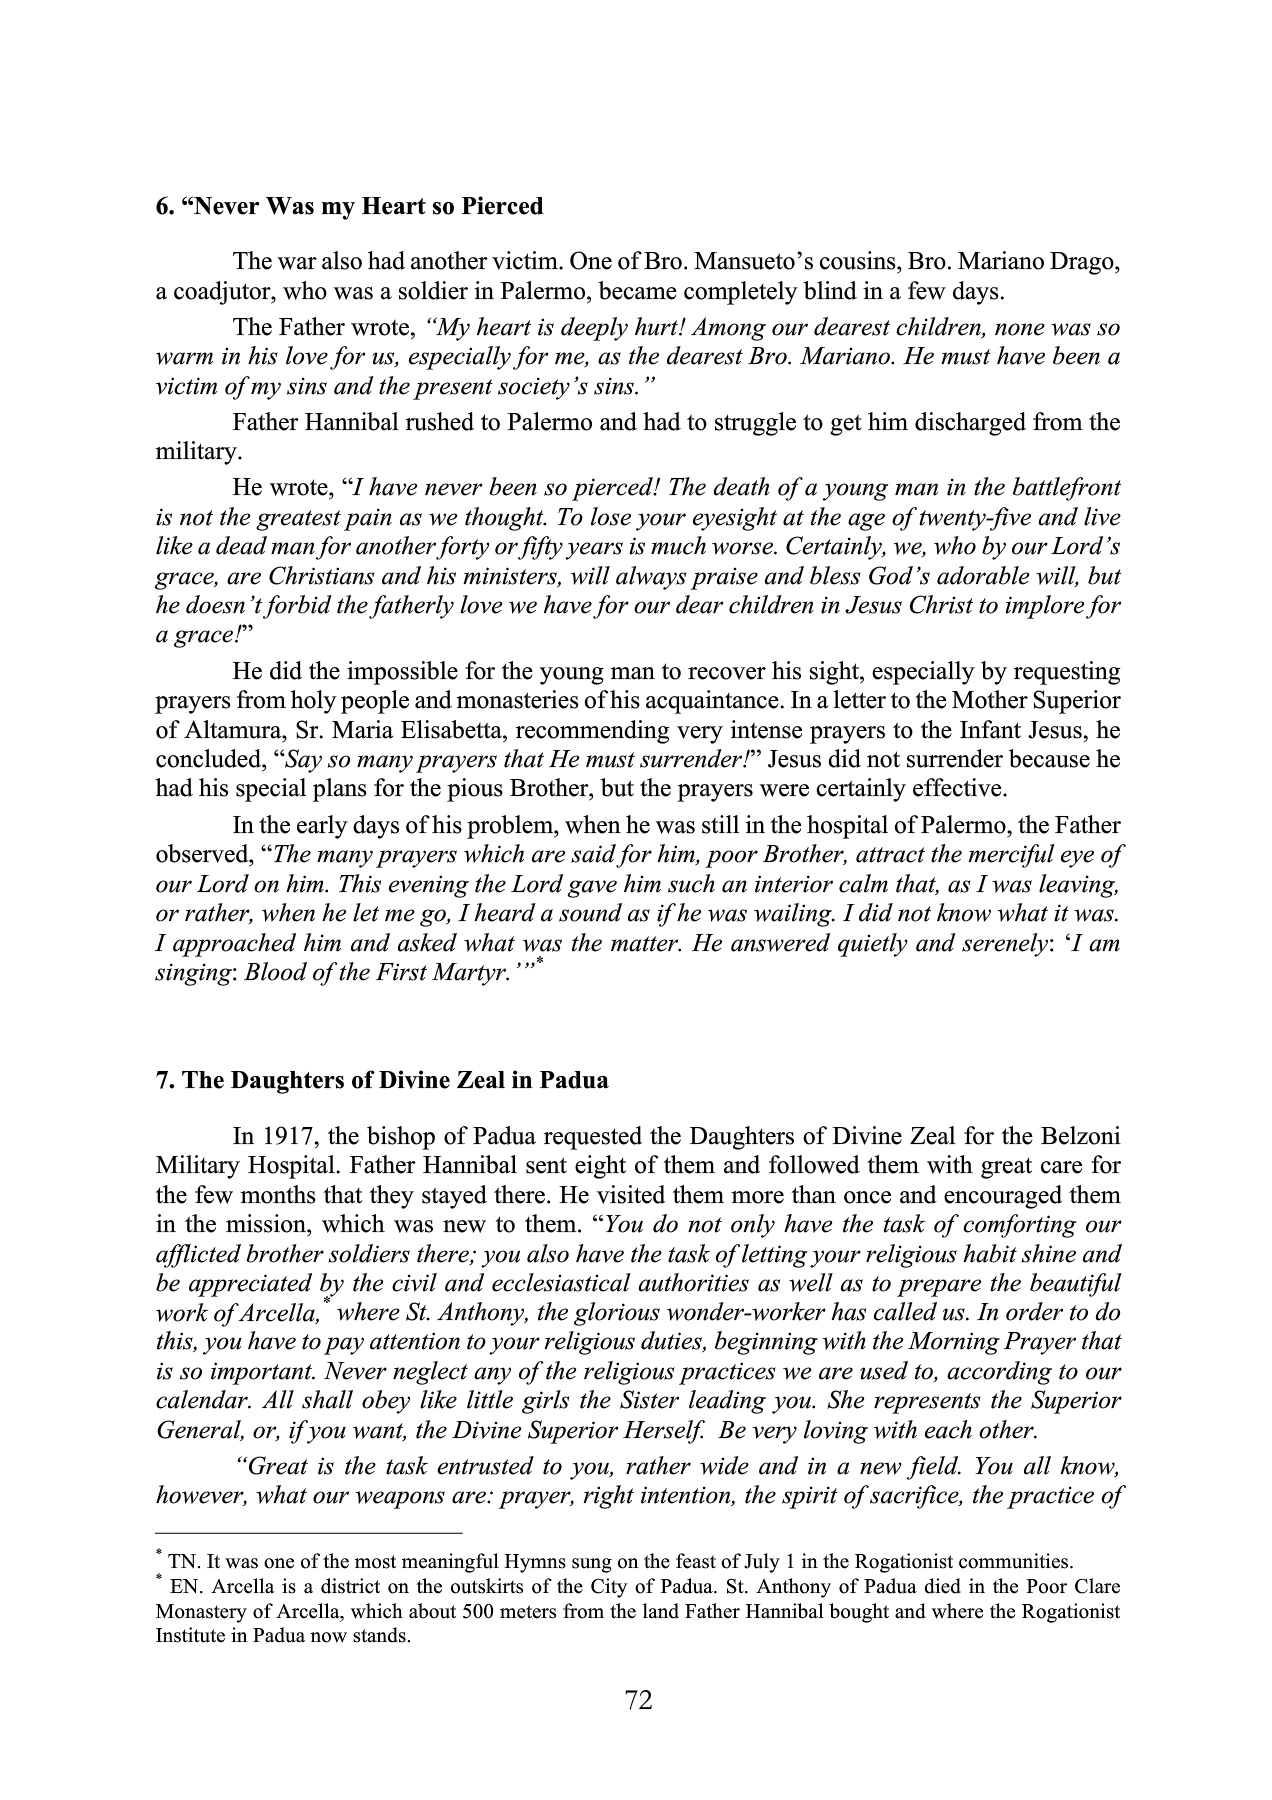 6. “Never Was my Heart so Pierced
The war also had another victim. One of Bro. Mansueto’s cousins, Bro. Mariano Drago,
a coadjutor, who was a soldier in Palermo, became completely blind in a few days.
The Father wrote, “My heart is deeply hurt! Among our dearest children, none was so
warm in his love for us, especially for me, as the dearest Bro. Mariano. He must have been a
victim of my sins and the present society’s sins.”
Father Hannibal rushed to Palermo and had to struggle to get him discharged from the
military.
He wrote, “I have never been so pierced! The death of a young man in the battlefront
is not the greatest pain as we thought. To lose your eyesight at the age of twenty-five and live
like a dead man for another forty or fifty years is much worse. Certainly, we, who by our Lord’s
grace, are Christians and his ministers, will always praise and bless God’s adorable will, but
he doesn’t forbid the fatherly love we have for our dear children in Jesus Christ to implore for
a grace!”
He did the impossible for the young man to recover his sight, especially by requesting
prayers from holy people and monasteries of his acquaintance. In a letter to the Mother Superior
of Altamura, Sr. Maria Elisabetta, recommending very intense prayers to the Infant Jesus, he
concluded, “Say so many prayers that He must surrender!” Jesus did not surrender because he
had his special plans for the pious Brother, but the prayers were certainly effective.
In the early days of his problem, when he was still in the hospital of Palermo, the Father
observed, “The many prayers which are said for him, poor Brother, attract the merciful eye of
our Lord on him. This evening the Lord gave him such an interior calm that, as I was leaving,
or rather, when he let me go, I heard a sound as if he was wailing. I did not know what it was.
I approached him and asked what was the matter. He answered quietly and serenely: ‘I am
singing: Blood of the First Martyr.’”*
7. The Daughters of Divine Zeal in Padua
In 1917, the bishop of Padua requested the Daughters of Divine Zeal for the Belzoni
Military Hospital. Father Hannibal sent eight of them and followed them with great care for
the few months that they stayed there. He visited them more than once and encouraged them
in the mission, which was new to them. “You do not only have the task of comforting our
afflicted brother soldiers there; you also have the task of letting your religious habit shine and
be appreciated by the civil and ecclesiastical authorities as well as to prepare the beautiful
work of Arcella,* where St. Anthony, the glorious wonder-worker has called us. In order to do
this, you have to pay attention to your religious duties, beginning with the Morning Prayer that
is so important. Never neglect any of the religious practices we are used to, according to our
calendar. All shall obey like little girls the Sister leading you. She represents the Superior
General, or, if you want, the Divine Superior Herself. Be very loving with each other.
“Great is the task entrusted to you, rather wide and in a new field. You all know,
however, what our weapons are: prayer, right intention, the spirit of sacrifice, the practice of
* TN. It was one of the most meaningful Hymns sung on the feast of July 1 in the Rogationist communities.
* EN. Arcella is a district on the outskirts of the City of Padua. St. Anthony of Padua died in the Poor Clare
Monastery of Arcella, which about 500 meters from the land Father Hannibal bought and where the Rogationist
Institute in Padua now stands.
72